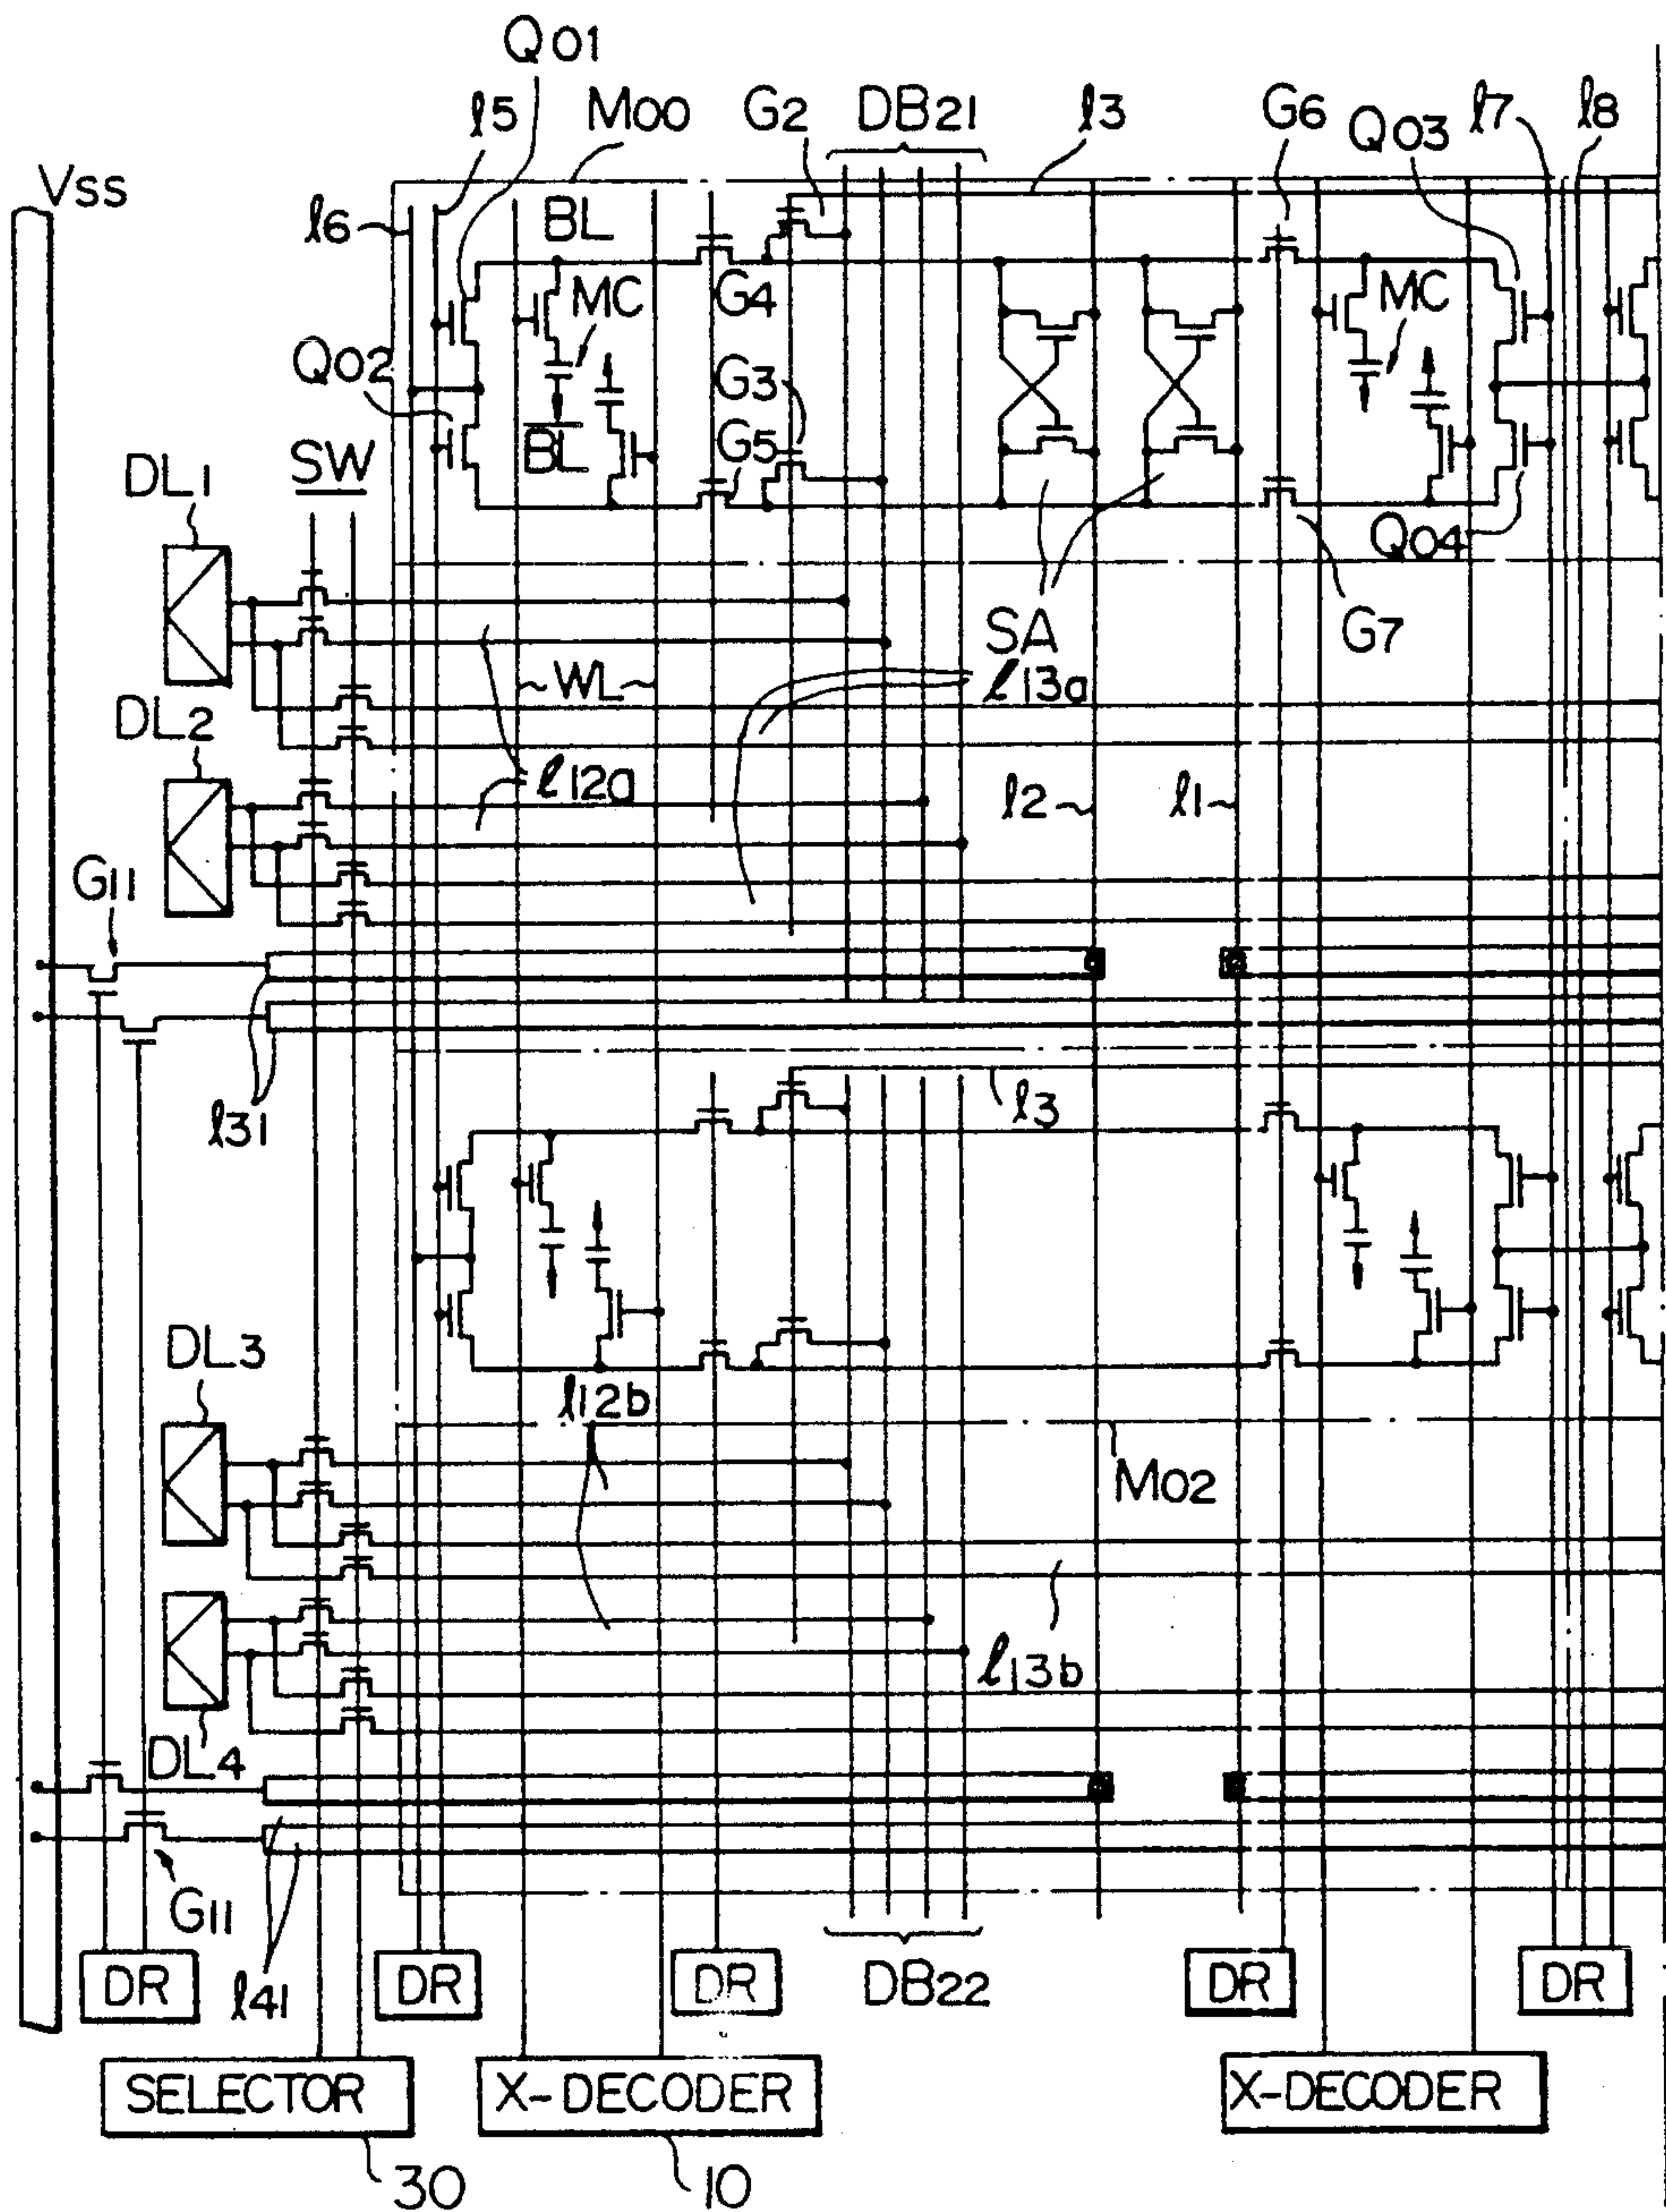 Q01
l5 M00 G2 DB21 l3 G6 Q03 l7 l8
Vss
l6 BL
MC G4 MC
Q02 G3
BL G5
DL1 SW Q04
SA G7
WL l13a
DL2
l12a l2 l1
G11
l31 l3
DL3
l12b
M02
l13b
DL4
G11
DR DR DR DB22 DR DR
l41
SELECTOR X-DECODER X-DECODER
30 10